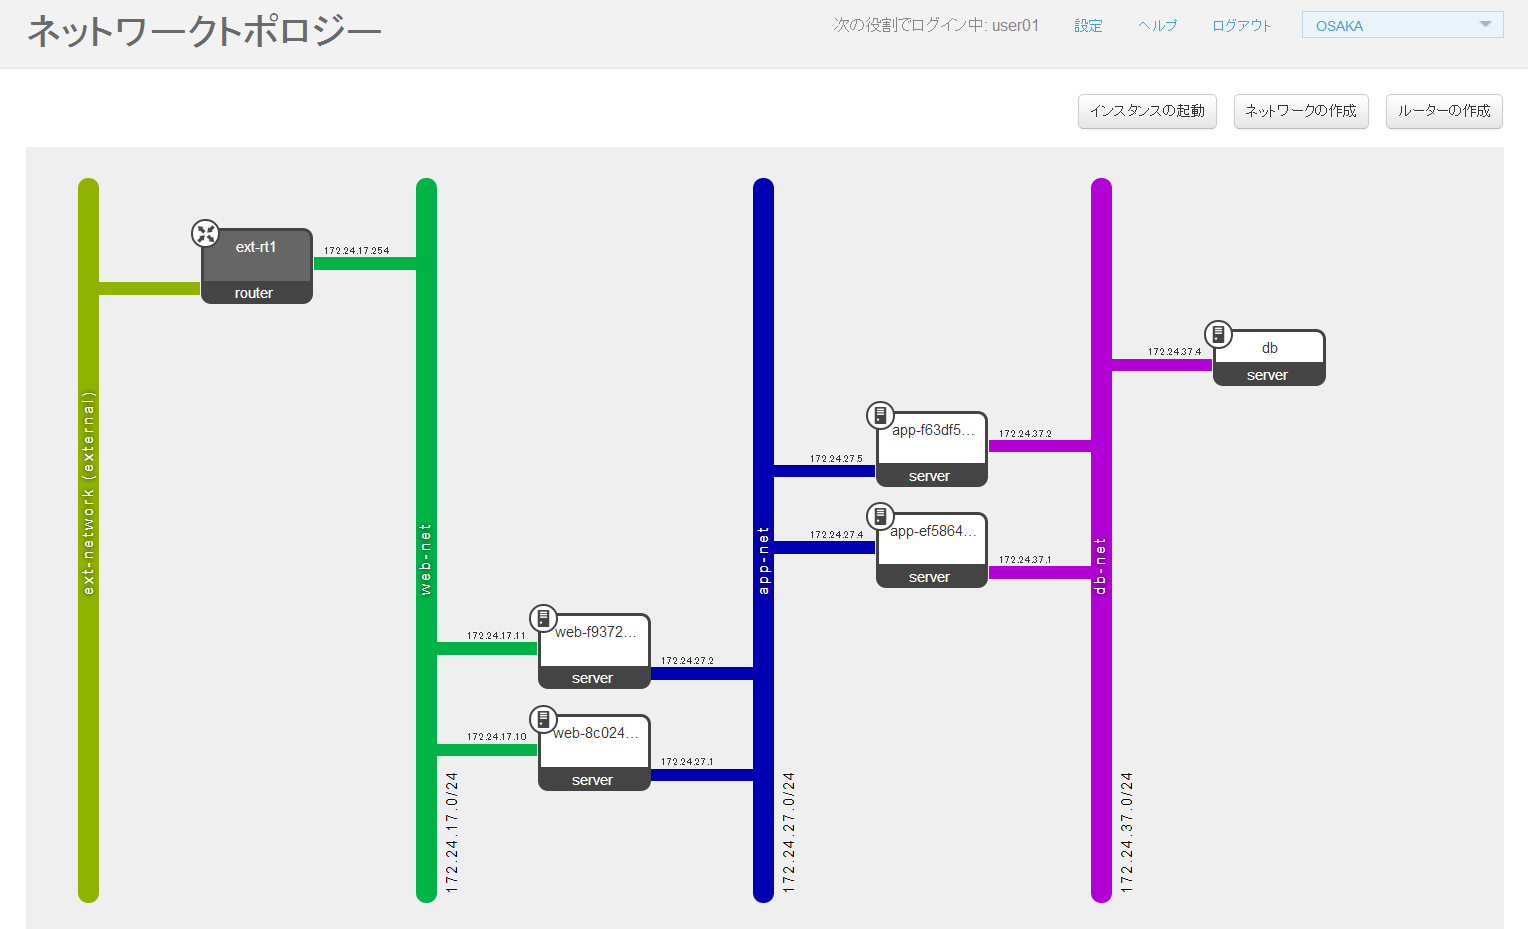 ネットワークトポロジー
次の役割でログイン中: user01 設定 ヘルプ ログアウト OSAKA
インスタンスの起動 ネットワークの作成 ルーターの作成
ext-rt1
router
172.24.17.254
db
server
172.24.37.4
app-f63df5...
server
172.24.27.5
172.24.37.2
app-ef5864...
server
172.24.27.4
172.24.37.1
ext-network (external)
web-net
app-net
db-net
web-f9372...
server
172.24.17.11
172.24.27.2
web-8c024...
server
172.24.17.10
172.24.27.1
172.24.17.0/24
172.24.27.0/24
172.24.37.0/24